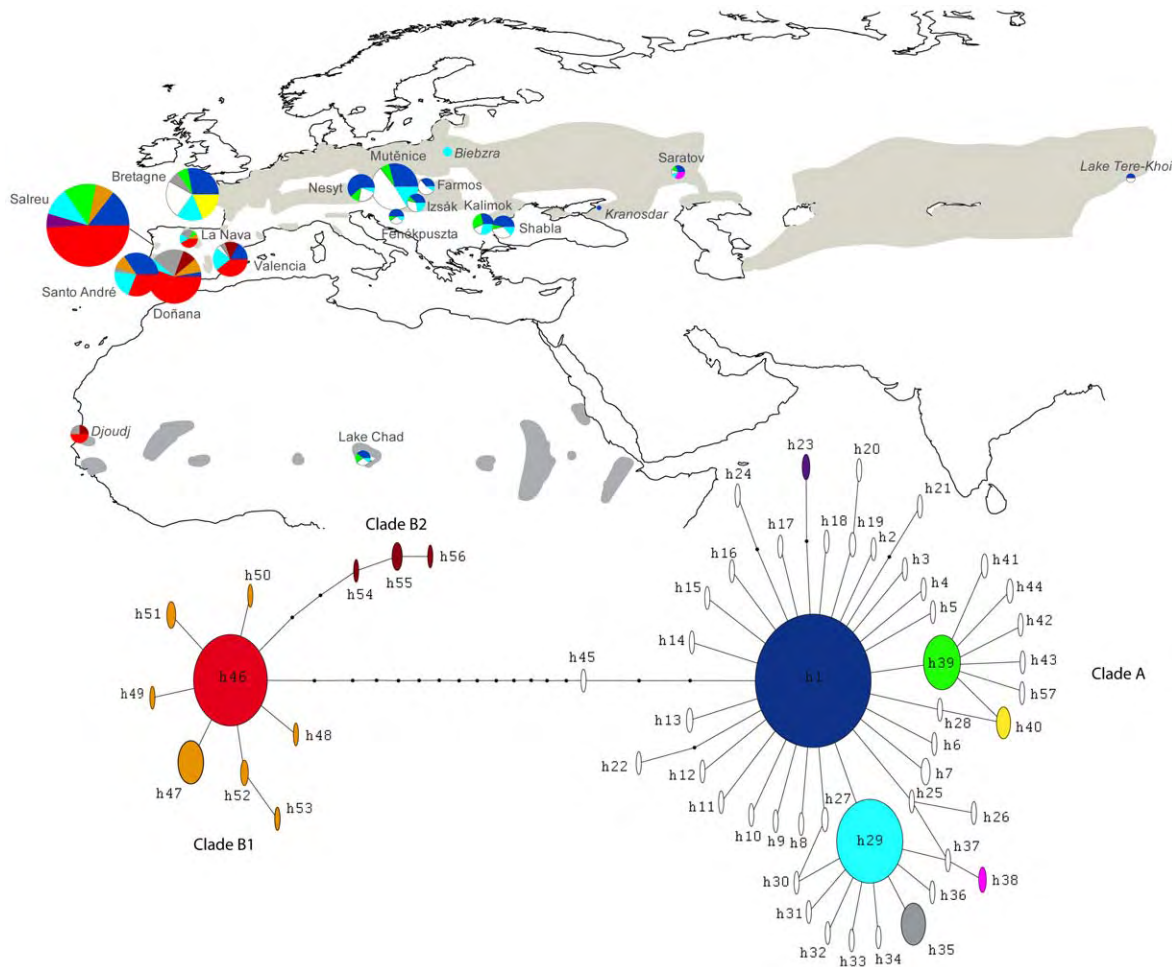 Biebzra
Mutěnice
Saratov
Bretagne
Lake Tere-Khol
Nesyt
Farmos
Salreu
Izsák
Kalimok
Kranosdar
La Nava
Fenékpuszta
Shabla
Valencia
Santo André
Doñana
Djoudj
Lake Chad
h23
h20
h24
h21
Clade B2
h17
h18
h19
h2
h56
h55
h54
h16
h3
h41
h50
h4
h44
h15
h5
h51
h42
h14
h46
h45
h1
h39
h43
Clade A
h49
h57
h28
h40
h13
h48
h6
h22
h12
h7
h47
h52
h25
h27
h11
h26
h53
h10
h9
h8
Clade B1
h29
h37
h30
h38
h36
h31
h35
h32
h33
h34